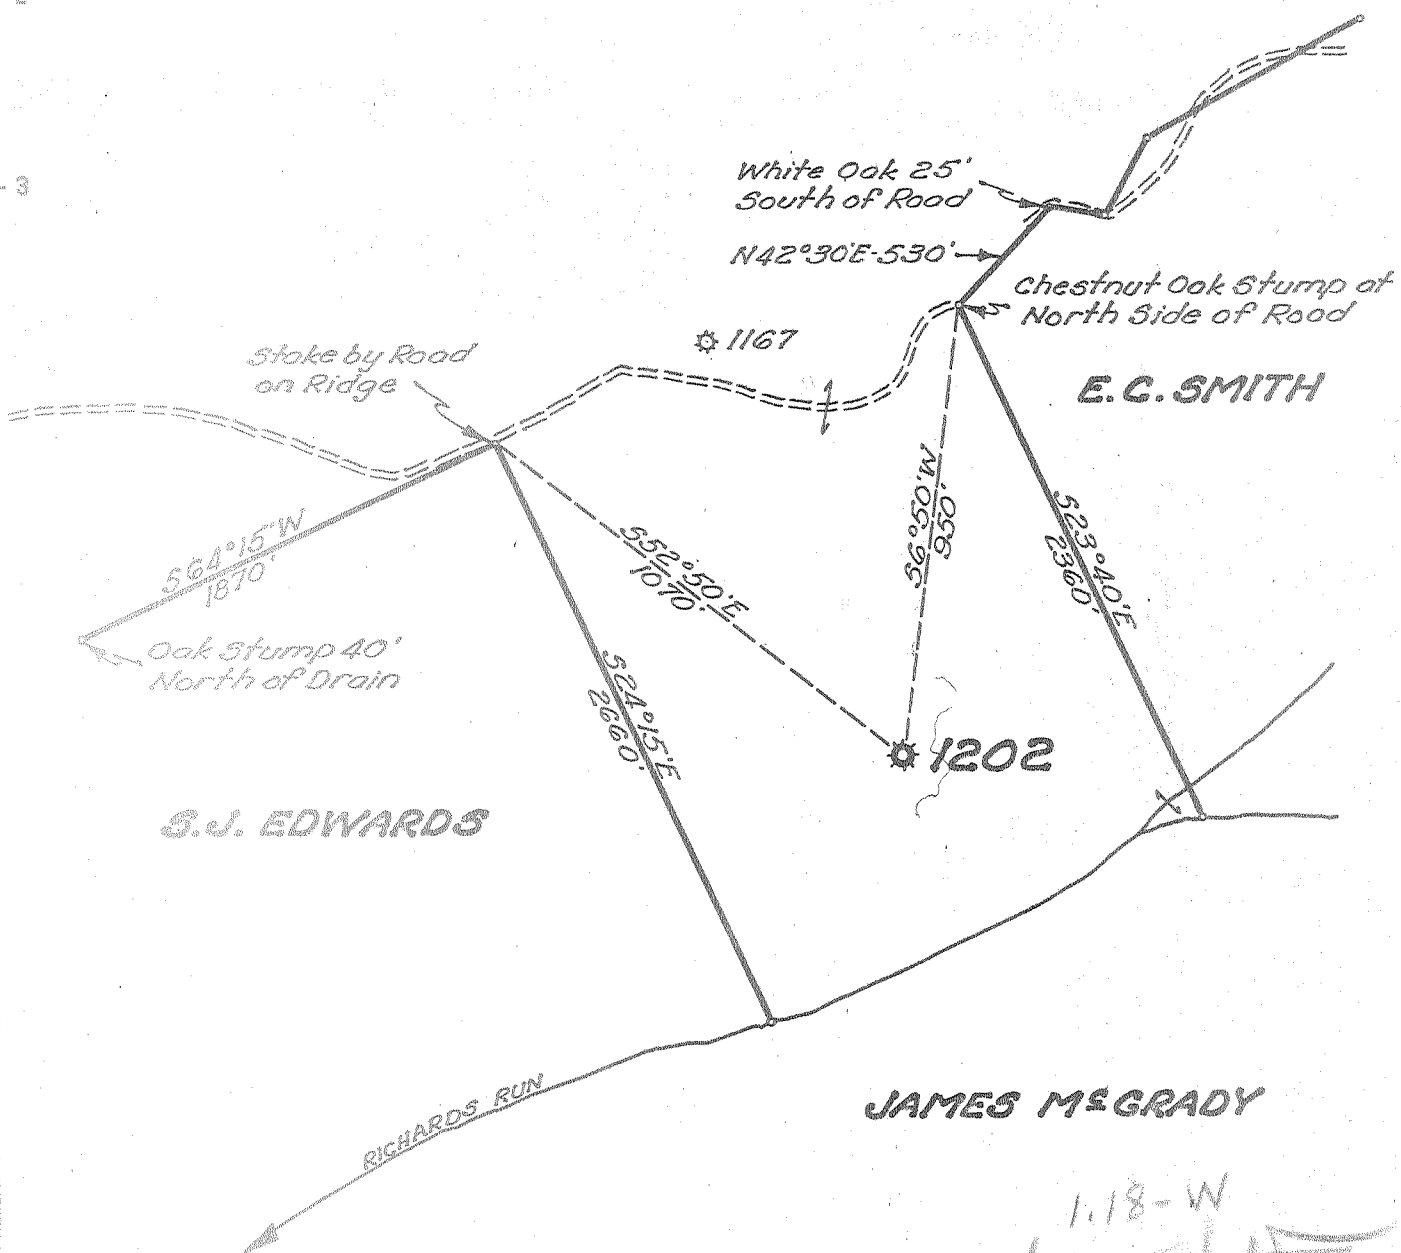 - 3
White Oak 25'
South of Road
N42°30'E-530'
Chestnut Oak Stump at
North Side of Road
1167
Stake by Road
on Ridge
E.C. SMITH
S64°15'W
1870'
S52°50'E
1070'
S6°50'W.
950'
S23°40'E
2360'
Oak Stump 40'
North of Drain
S24°15'E
2660'
1202
S.J. EDWARDS
RICHARDS RUN
JAMES McGRADY
1.18-W